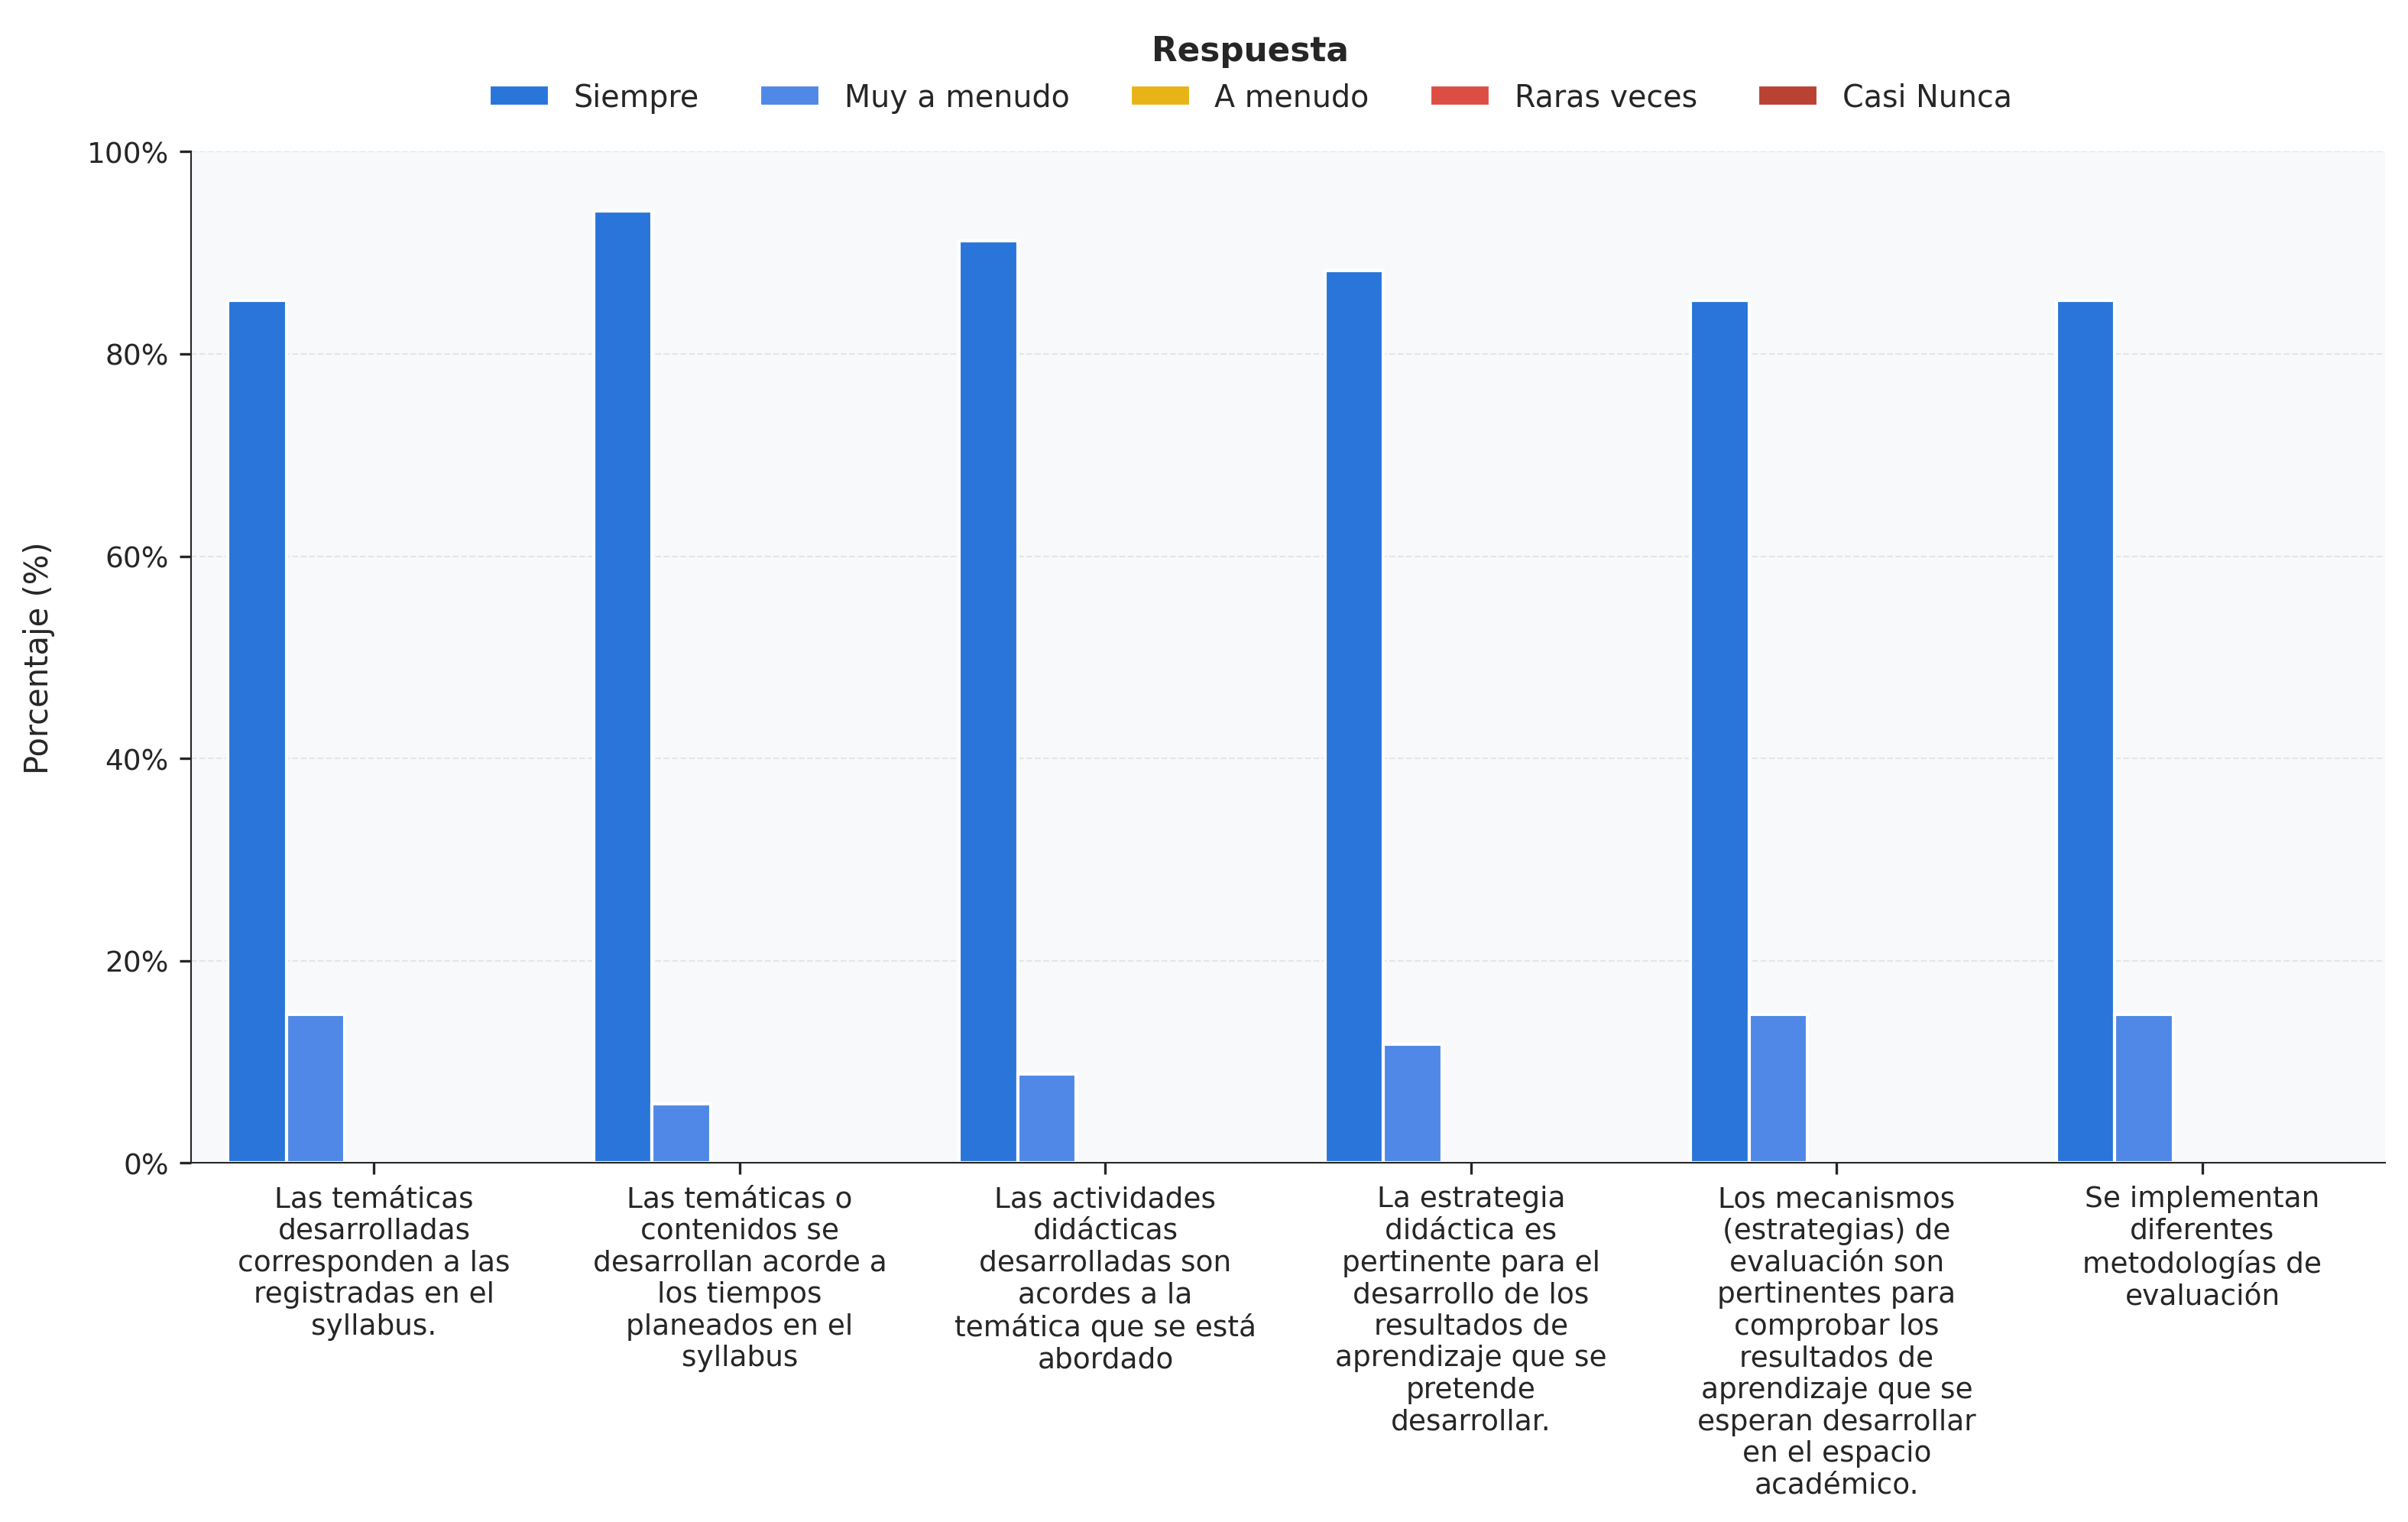 Respuesta
Siempre
Muy a menudo
A menudo
Raras veces
Casi Nunca
Porcentaje (%)
100%
80%
60%
40%
20%
0%
Las temáticas
desarrolladas
corresponden a las
registradas en el
syllabus.
Las temáticas o
contenidos se
desarrollan acorde a
los tiempos
planeados en el
syllabus
Las actividades
didácticas
desarrolladas son
acordes a la
temática que se está
abordado
La estrategia
didáctica es
pertinente para el
desarrollo de los
resultados de
aprendizaje que se
pretende
desarrollar.
Los mecanismos
(estrategias) de
evaluación son
pertinentes para
comprobar los
resultados de
aprendizaje que se
esperan desarrollar
en el espacio
académico.
Se implementan
diferentes
metodologías de
evaluación